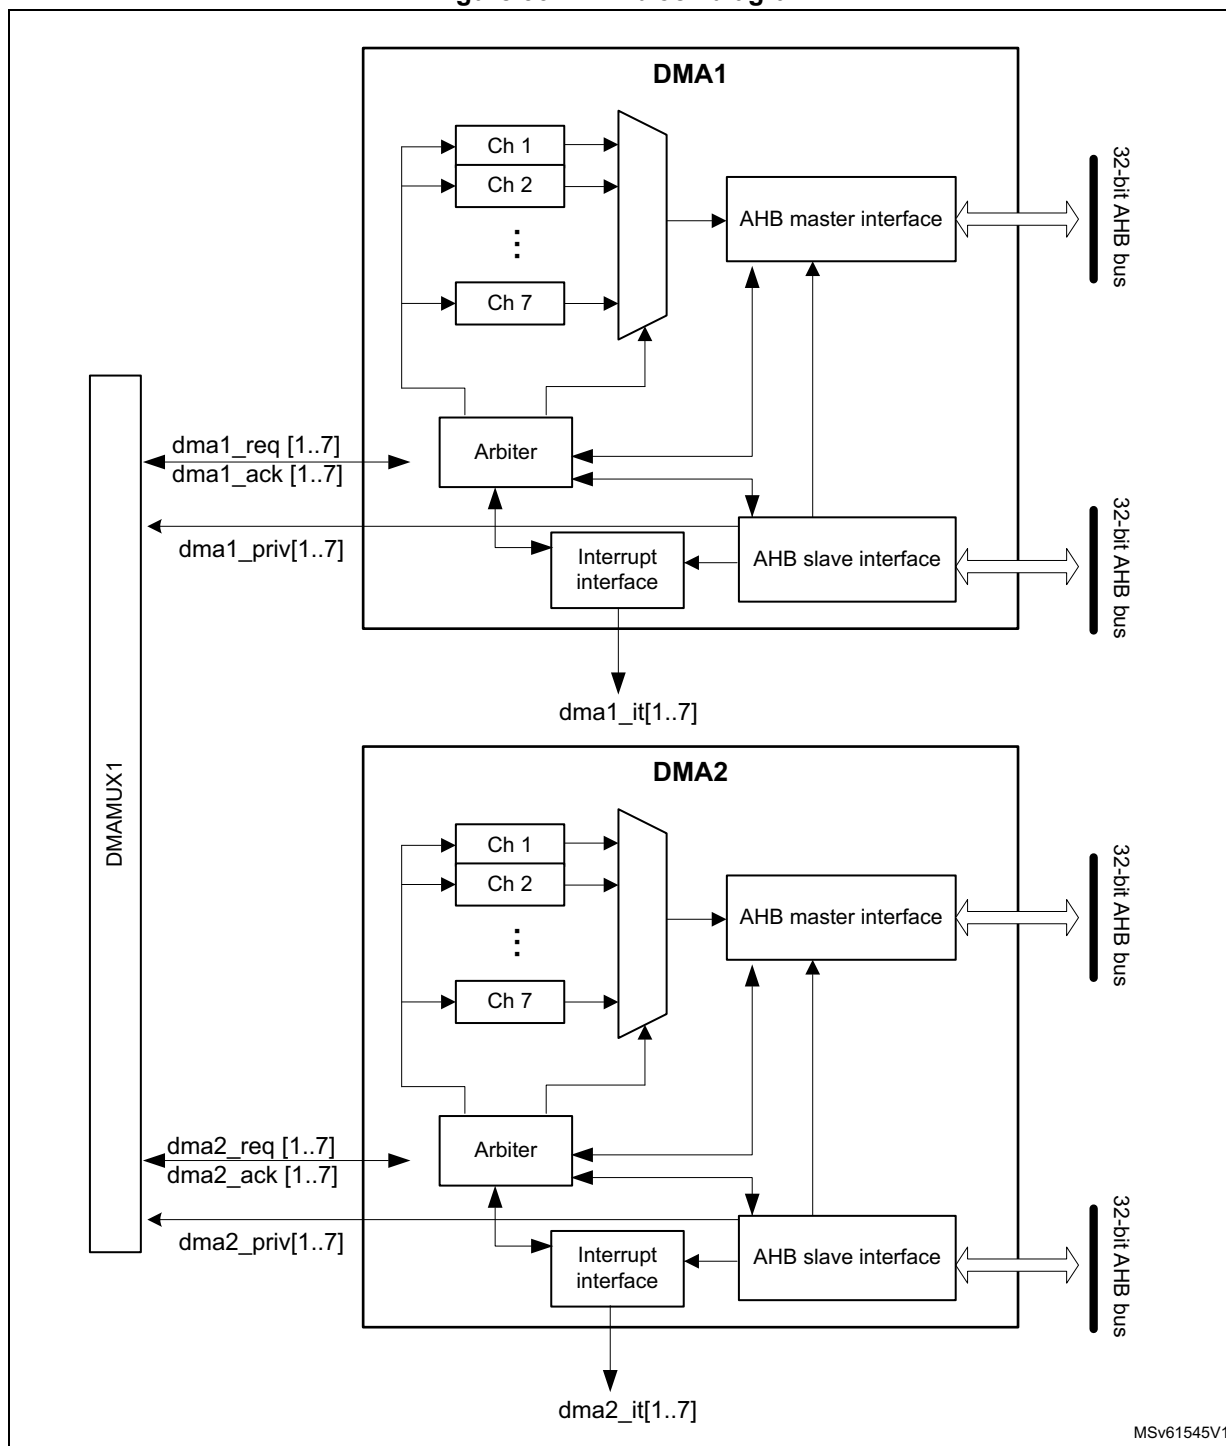 DMA1
Ch 1
Ch 2
Ch 7
AHB master interface
32-bit AHB bus
dma1_req [1..7]
dma1_ack [1..7]
Arbiter
dma1_priv[1..7]
Interrupt
interface
AHB slave interface
32-bit AHB bus
dma1_it[1..7]
DMAMUX1
DMA2
Ch 1
Ch 2
Ch 7
AHB master interface
32-bit AHB bus
dma2_req [1..7]
dma2_ack [1..7]
Arbiter
dma2_priv[1..7]
Interrupt
interface
AHB slave interface
32-bit AHB bus
dma2_it[1..7]
MSv61545V1